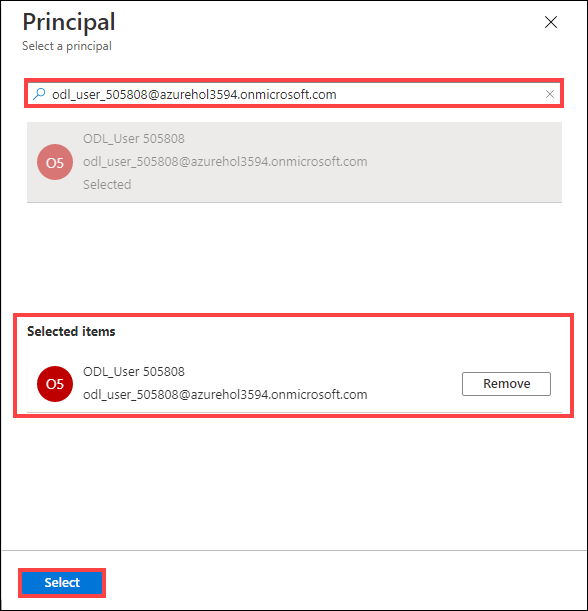 Principal
Select a principal
odl_user_505808@azurehol3594.onmicrosoft.com
O5
ODL_User 505808
odl_user_505808@azurehol3594.onmicrosoft.com
Selected
Selected items
O5
ODL_User 505808
odl_user_505808@azurehol3594.onmicrosoft.com
Remove
Select